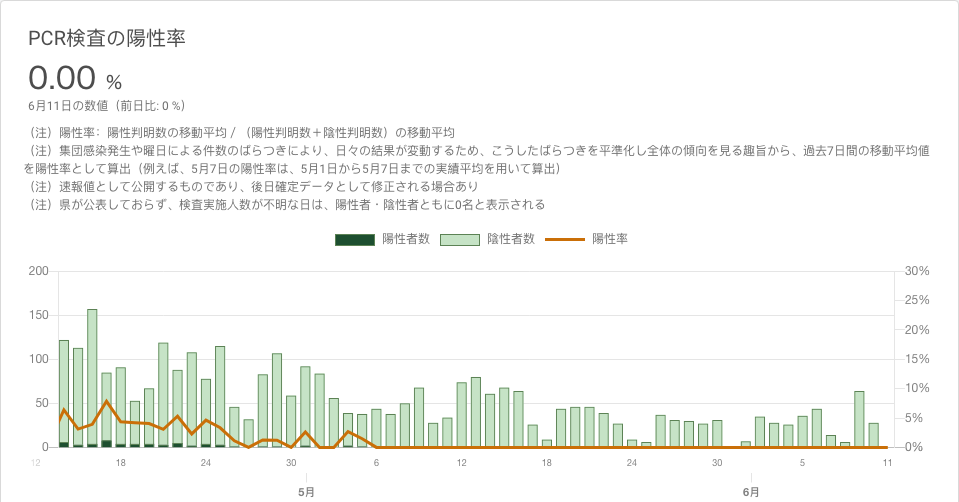 PCR検査の陽性率
0.00 %
6月11日の数値（前日比: 0 %）
（注）陽性率：陽性判明数の移動平均 / （陽性判明数＋陰性判明数）の移動平均
（注）集団感染発生や曜日による件数のばらつきにより、日々の結果が変動するため、こうしたばらつきを平準化し全体の傾向を見る趣旨から、過去7日間の移動平均値
を陽性率として算出（例えば、5月7日の陽性率は、5月1日から5月7日までの実績平均を用いて算出）
（注）速報値として公開するものであり、後日確定データとして修正される場合あり
（注）県が公表しておらず、検査実施人数が不明な日は、陽性者・陰性者ともに0名と表示される
陽性者数 陰性者数 陽性率
200 30%
25%
150 20%
100 15%
10%
50 5%
0 0%
12 18 24 30 6 12 18 24 30 5 11
5月 6月